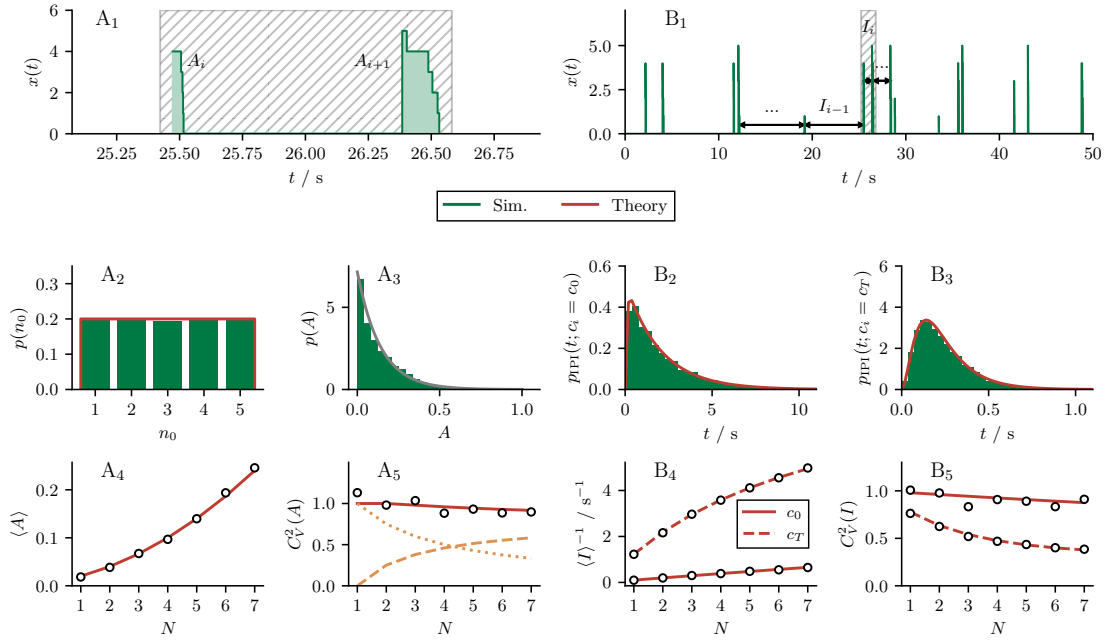 A1
x(t)
0
2
4
6
A_i
A_{i+1}
25.25 25.50 25.75 26.00 26.25 26.50 26.75
t / s
B1
x(t)
0.0
2.5
5.0
I_i
...
...
I_{i−1}
0 10 20 30 40 50
t / s
Sim. Theory
A2
p(n_0)
0.0
0.1
0.2
0.3
1 2 3 4 5
n_0
A3
p(A)
0
5
0.0 0.5 1.0
A
B2
p_IPI(t; c_i = c_0)
0.0
0.2
0.4
0.6
0 5 10
t / s
B3
p_IPI(t; c_i = c_T)
0
2
4
6
0.0 0.5 1.0
t / s
A4
⟨A⟩
0.0
0.1
0.2
1 2 3 4 5 6 7
N
A5
C_V^2(A)
0.0
0.5
1.0
1 2 3 4 5 6 7
N
B4
⟨I⟩^{−1} / s^{−1}
0
2
4
c_0
c_T
1 2 3 4 5 6 7
N
B5
C_V^2(I)
0.0
0.5
1.0
1 2 3 4 5 6 7
N